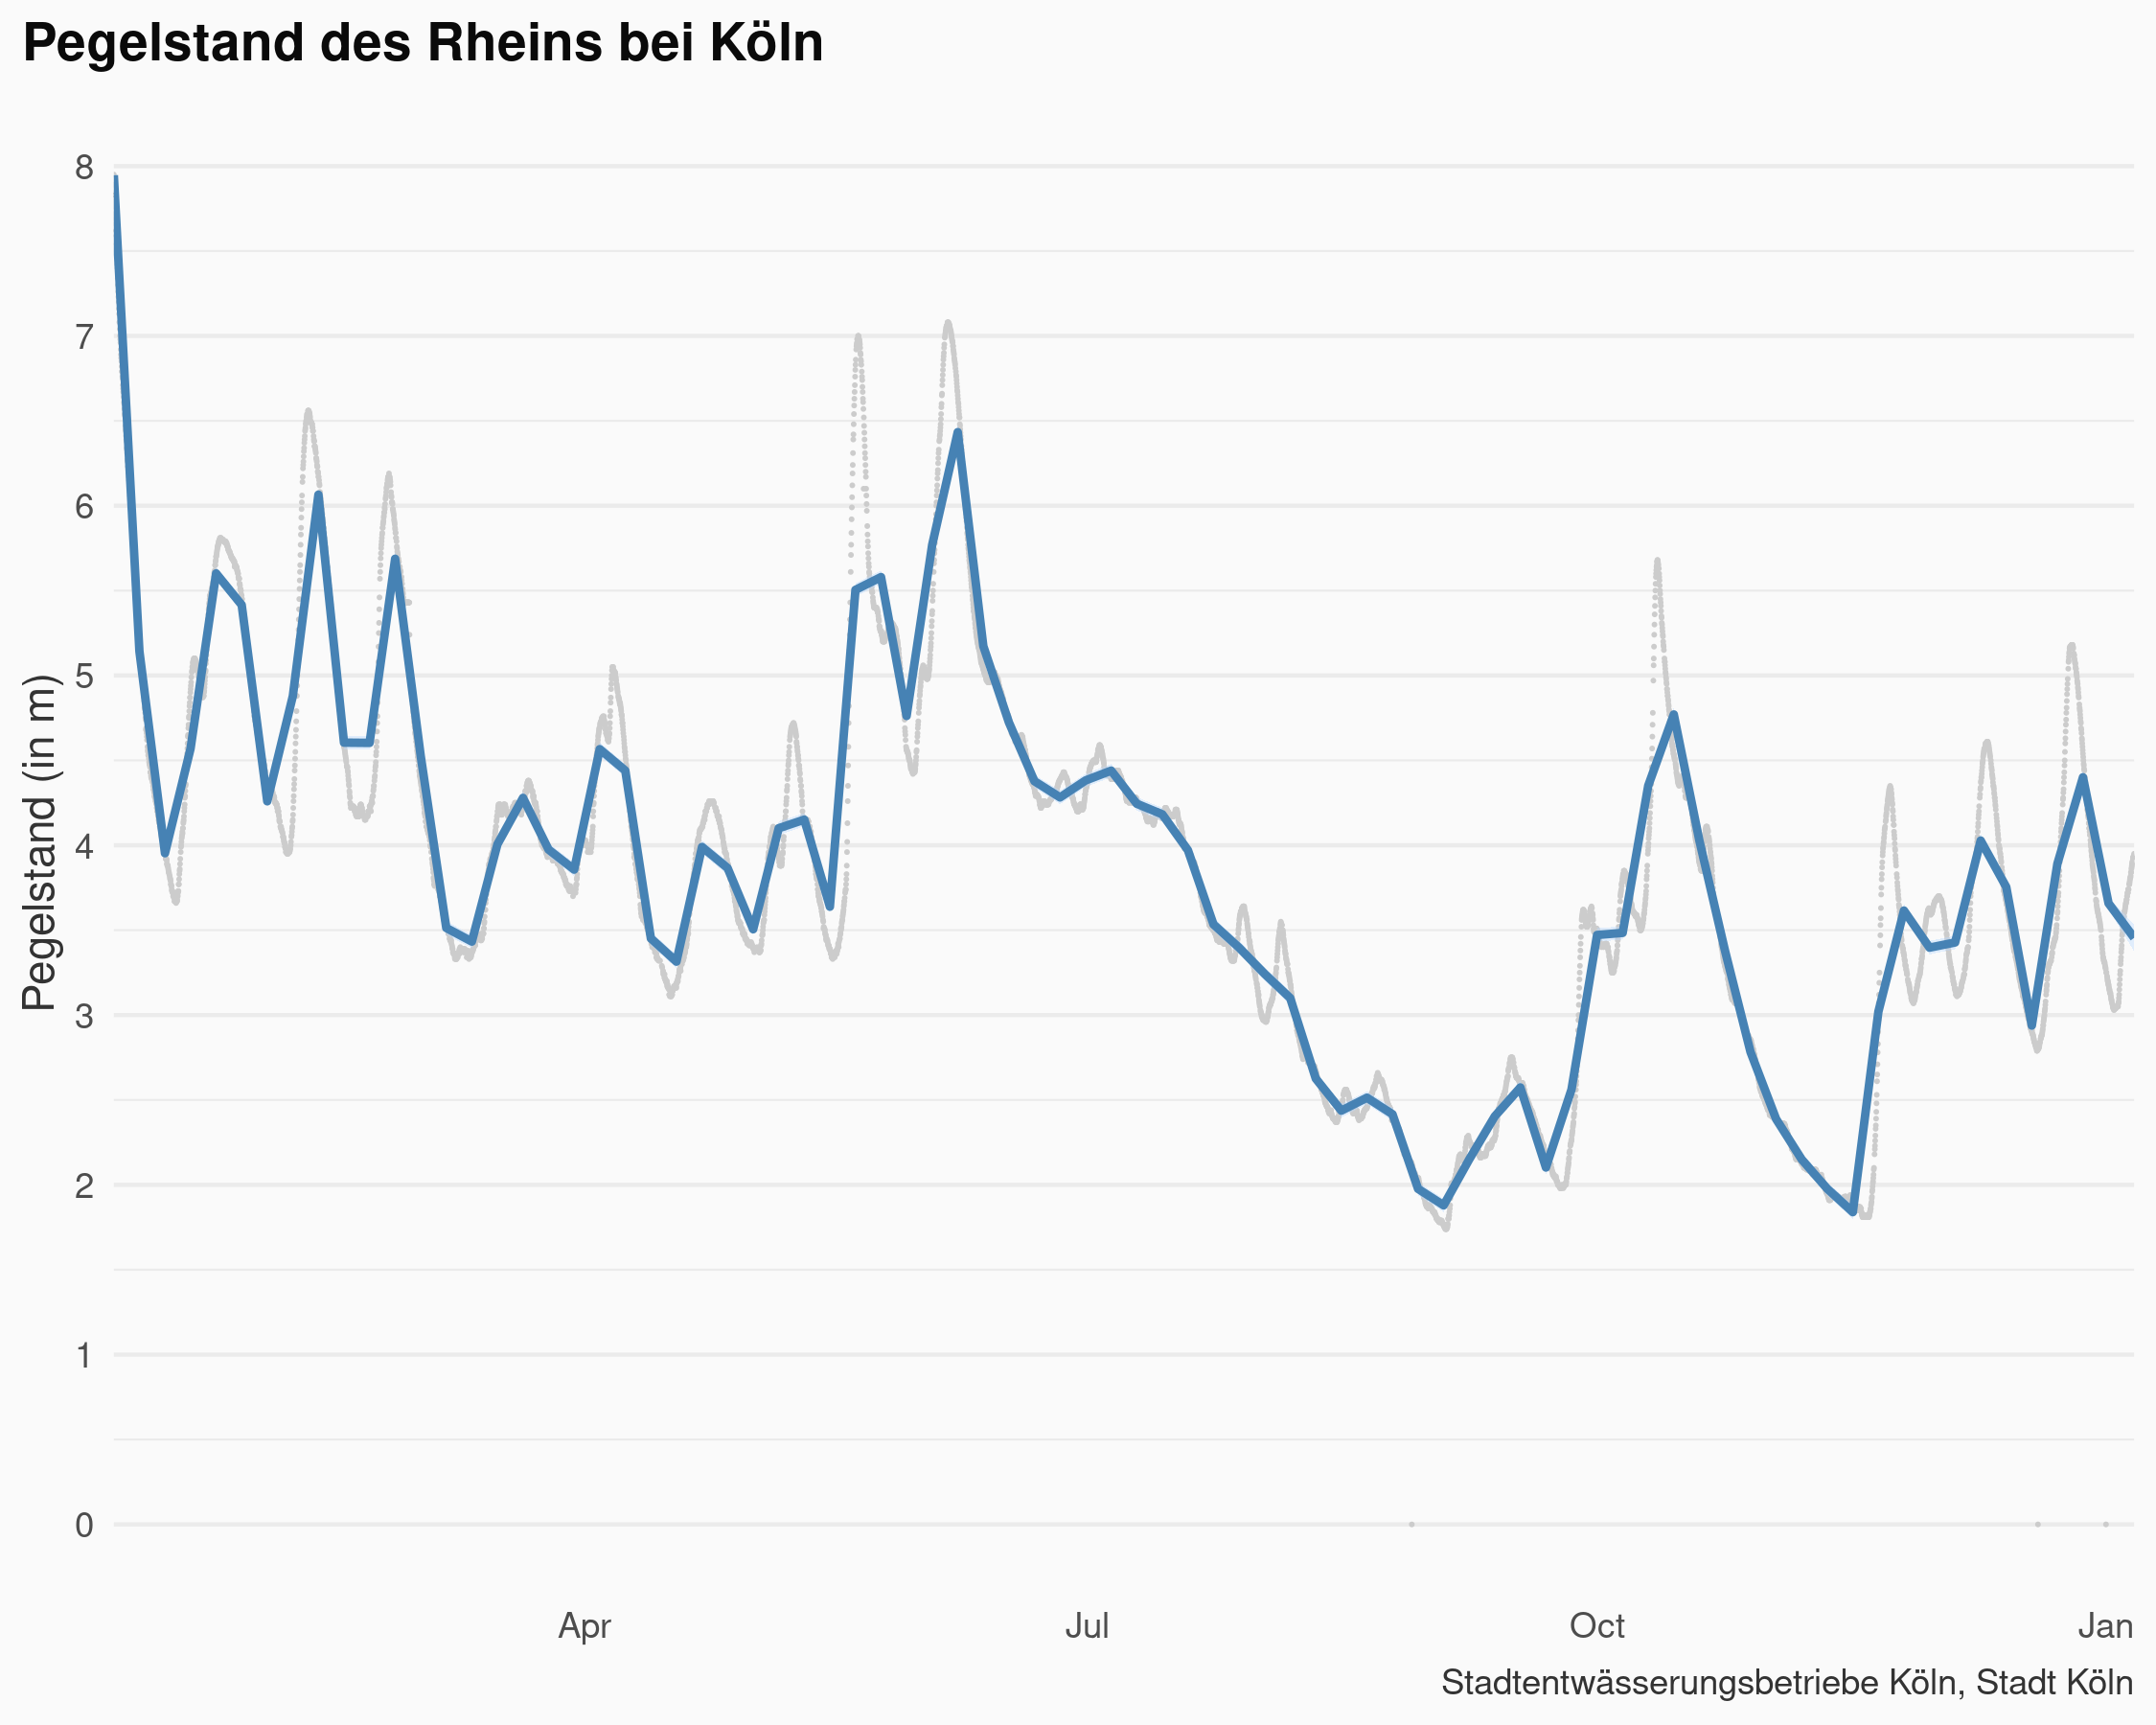 Pegelstand des Rheins bei Köln
Pegelstand (in m)
8
7
6
5
4
3
2
1
0
Apr Jul Oct Jan
Stadtentwässerungsbetriebe Köln, Stadt Köln